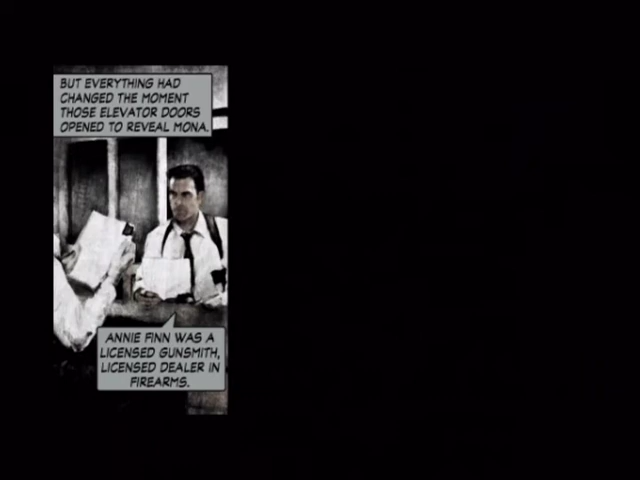 BUT EVERYTHING HAD
CHANGED THE MOMENT
THOSE ELEVATOR DOORS
OPENED TO REVEAL MONA.
ANNIE FINN WAS A
LICENSED GUNSMITH,
LICENSED DEALER IN
FIREARMS.